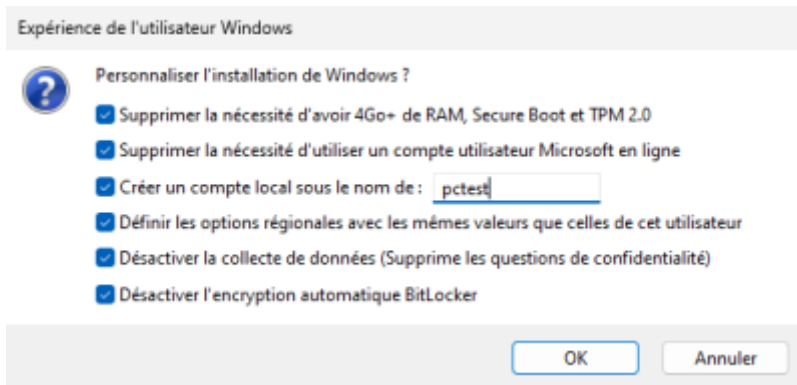 Expérience de l'utilisateur Windows
Personnaliser l'installation de Windows ?
Supprimer la nécessité d'avoir 4Go+ de RAM, Secure Boot et TPM 2.0
Supprimer la nécessité d'utiliser un compte utilisateur Microsoft en ligne
Créer un compte local sous le nom de : pctest
Définir les options régionales avec les mêmes valeurs que celles de cet utilisateur
Désactiver la collecte de données (Supprime les questions de confidentialité)
Désactiver l'encryption automatique BitLocker
OK Annuler